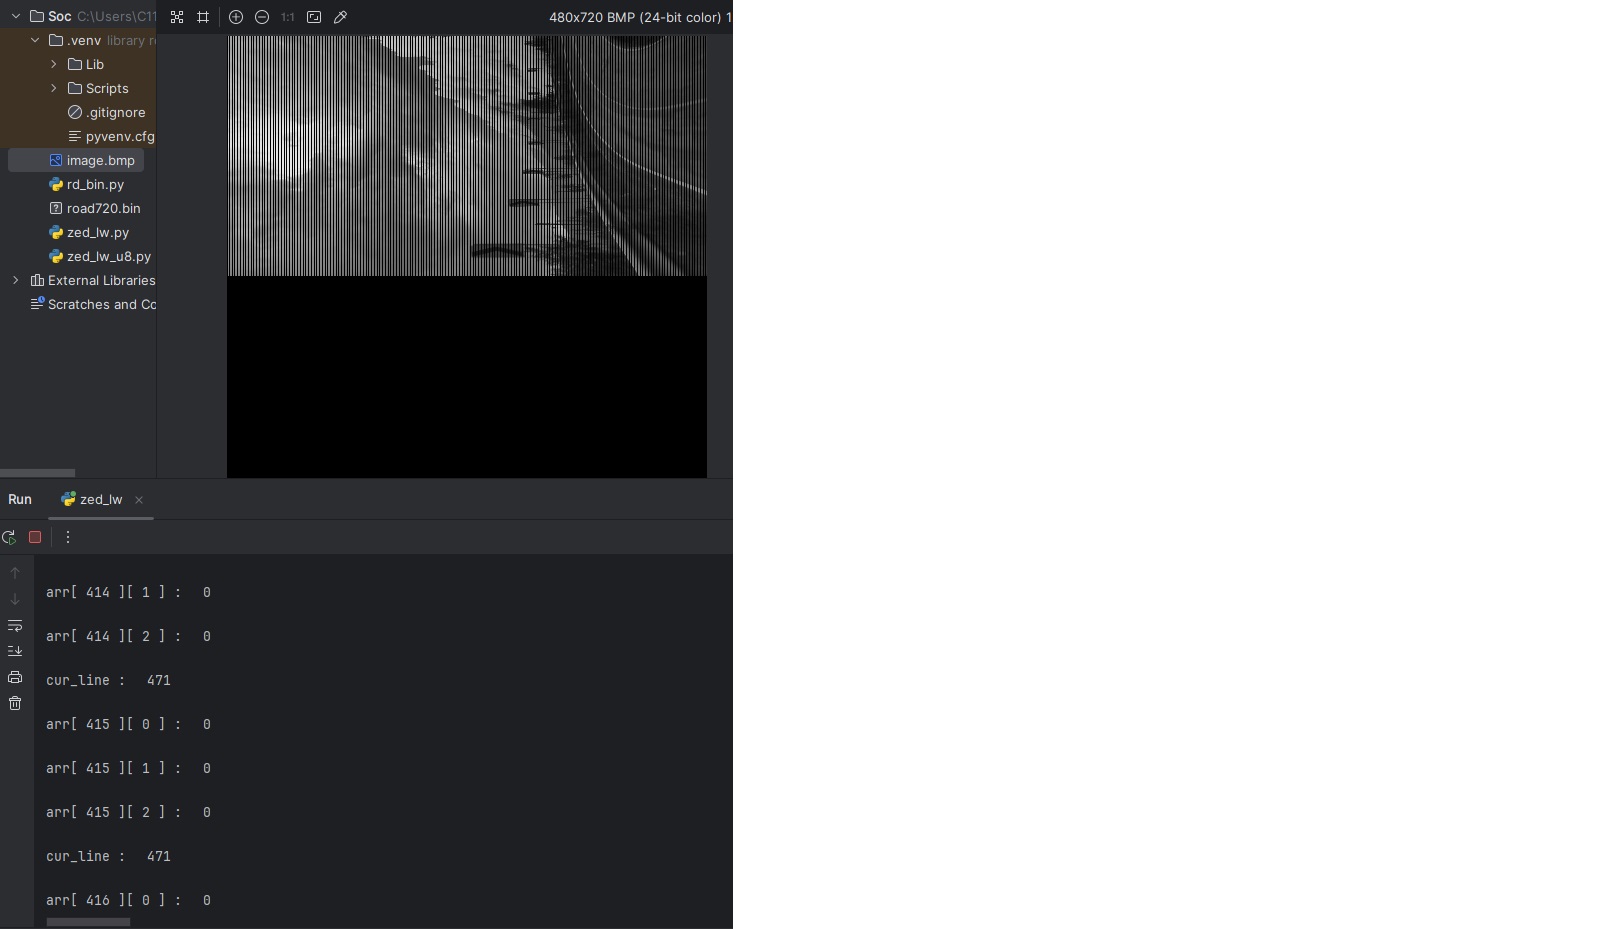 Soc C:\Users\C11
1:1
480x720 BMP (24-bit color) 1
.venv library r
Lib
Scripts
.gitignore
pyvenv.cfg
image.bmp
rd_bin.py
road720.bin
zed_lw.py
zed_lw_u8.py
External Libraries
Scratches and Co
Run
zed_lw
arr[ 414 ][ 1 ] : 0
arr[ 414 ][ 2 ] : 0
cur_line : 471
arr[ 415 ][ 0 ] : 0
arr[ 415 ][ 1 ] : 0
arr[ 415 ][ 2 ] : 0
cur_line : 471
arr[ 416 ][ 0 ] : 0